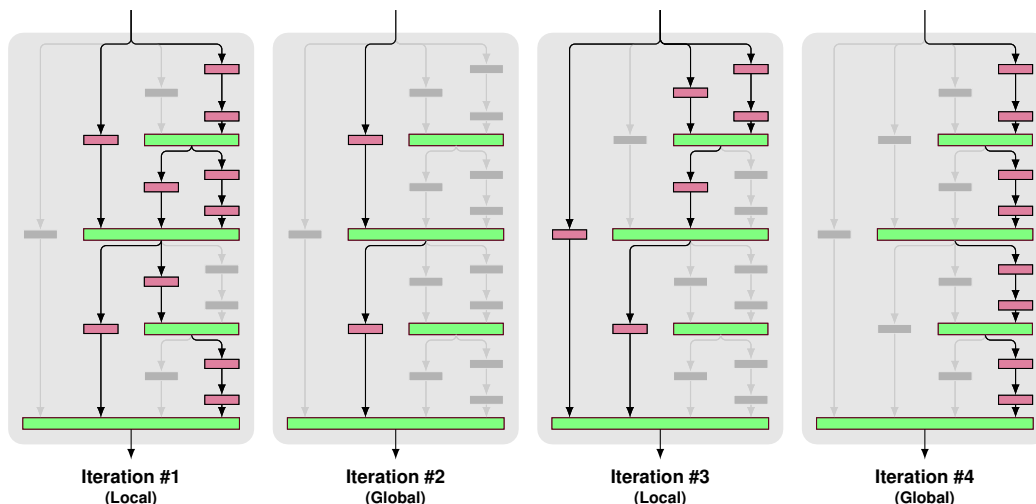 Iteration #1
(Local)
Iteration #2
(Global)
Iteration #3
(Local)
Iteration #4
(Global)